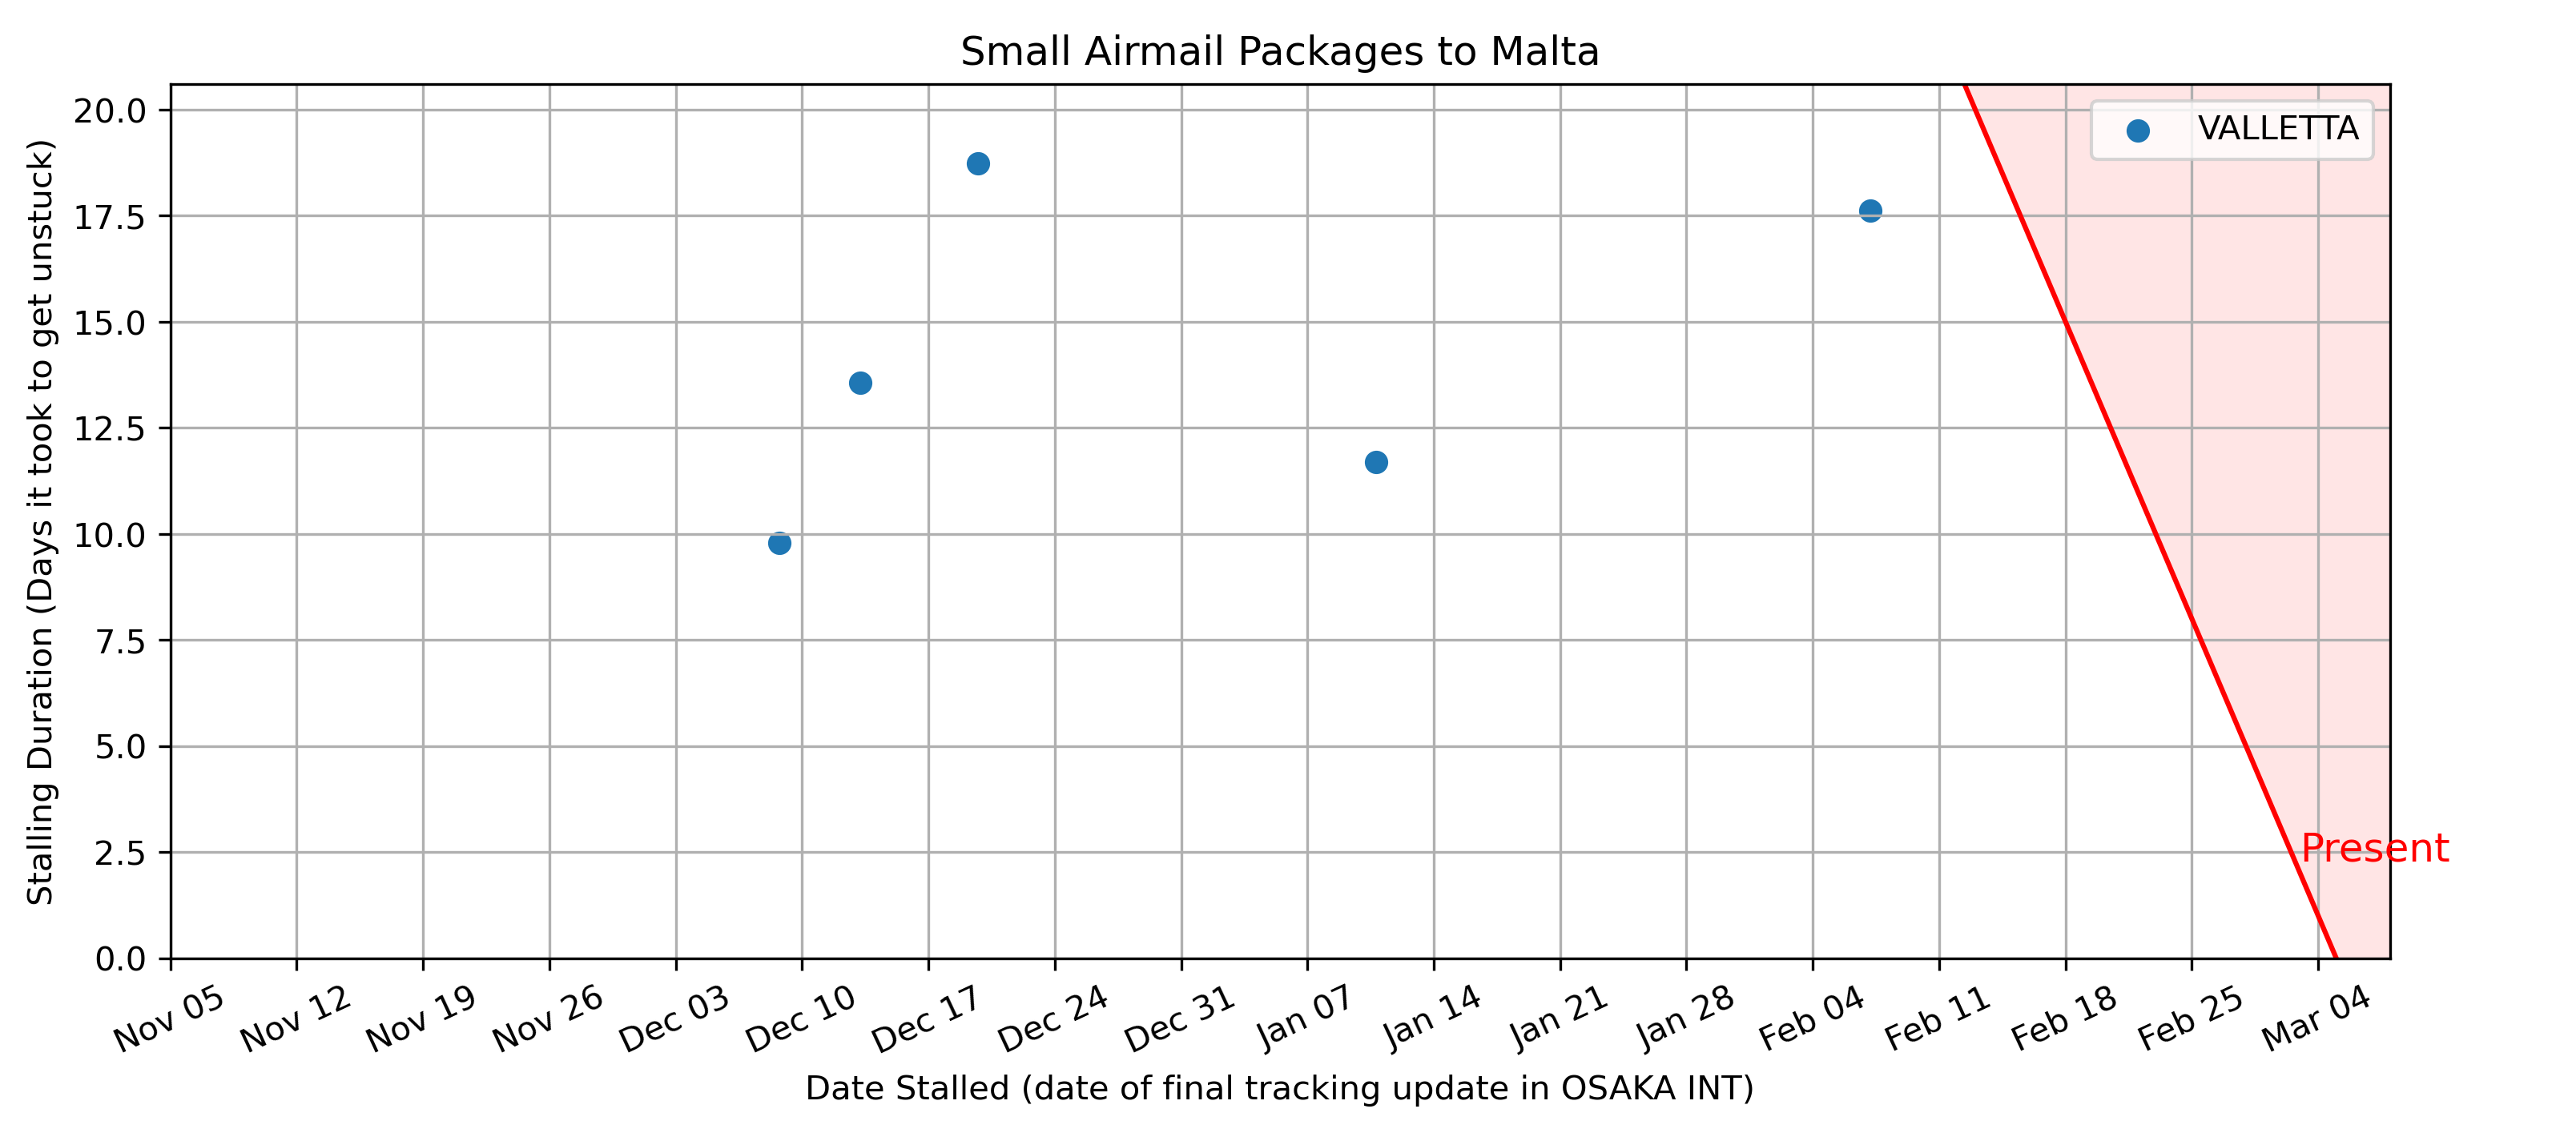 Small Airmail Packages to Malta
Stalling Duration (Days it took to get unstuck)
20.0
17.5
15.0
12.5
10.0
7.5
5.0
2.5
0.0
VALLETTA
Present
Nov 05 Nov 12 Nov 19 Nov 26 Dec 03 Dec 10 Dec 17 Dec 24 Dec 31 Jan 07 Jan 14 Jan 21 Jan 28 Feb 04 Feb 11 Feb 18 Feb 25 Mar 04
Date Stalled (date of final tracking update in OSAKA INT)